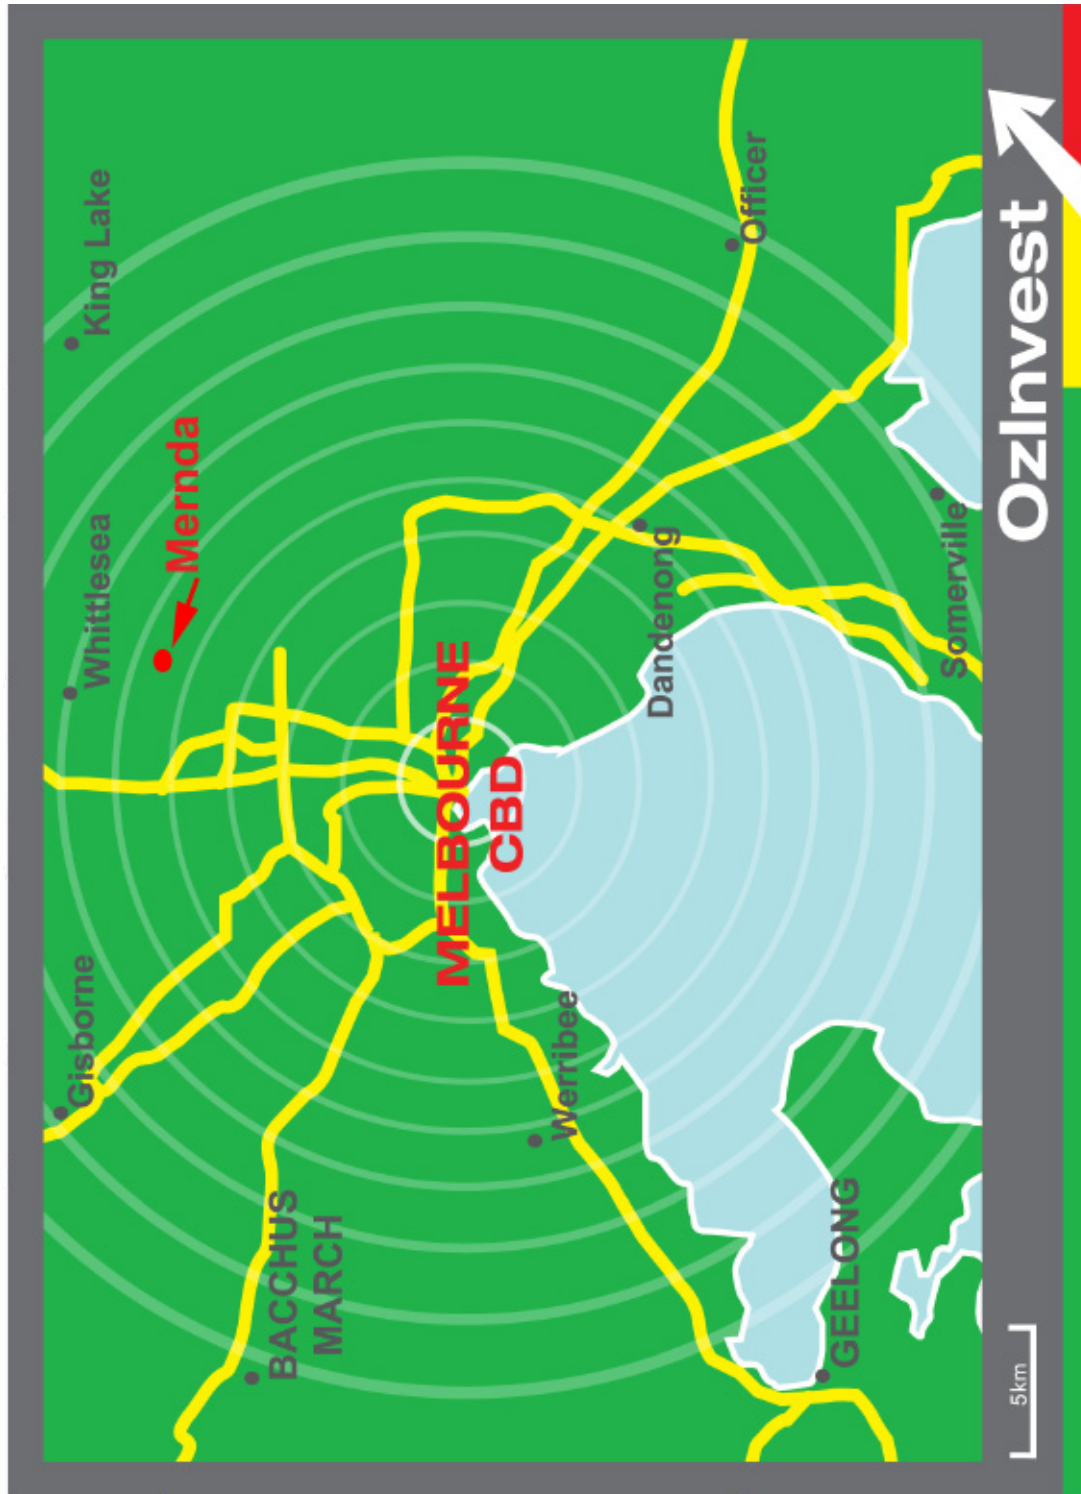 King Lake
Whittlesea
Mernda
Gisborne
BACCHUS
MARCH
MELBOURNE
CBD
Officer
Dandenong
Werribee
Somerville
GEELONG
5km
OzInvest